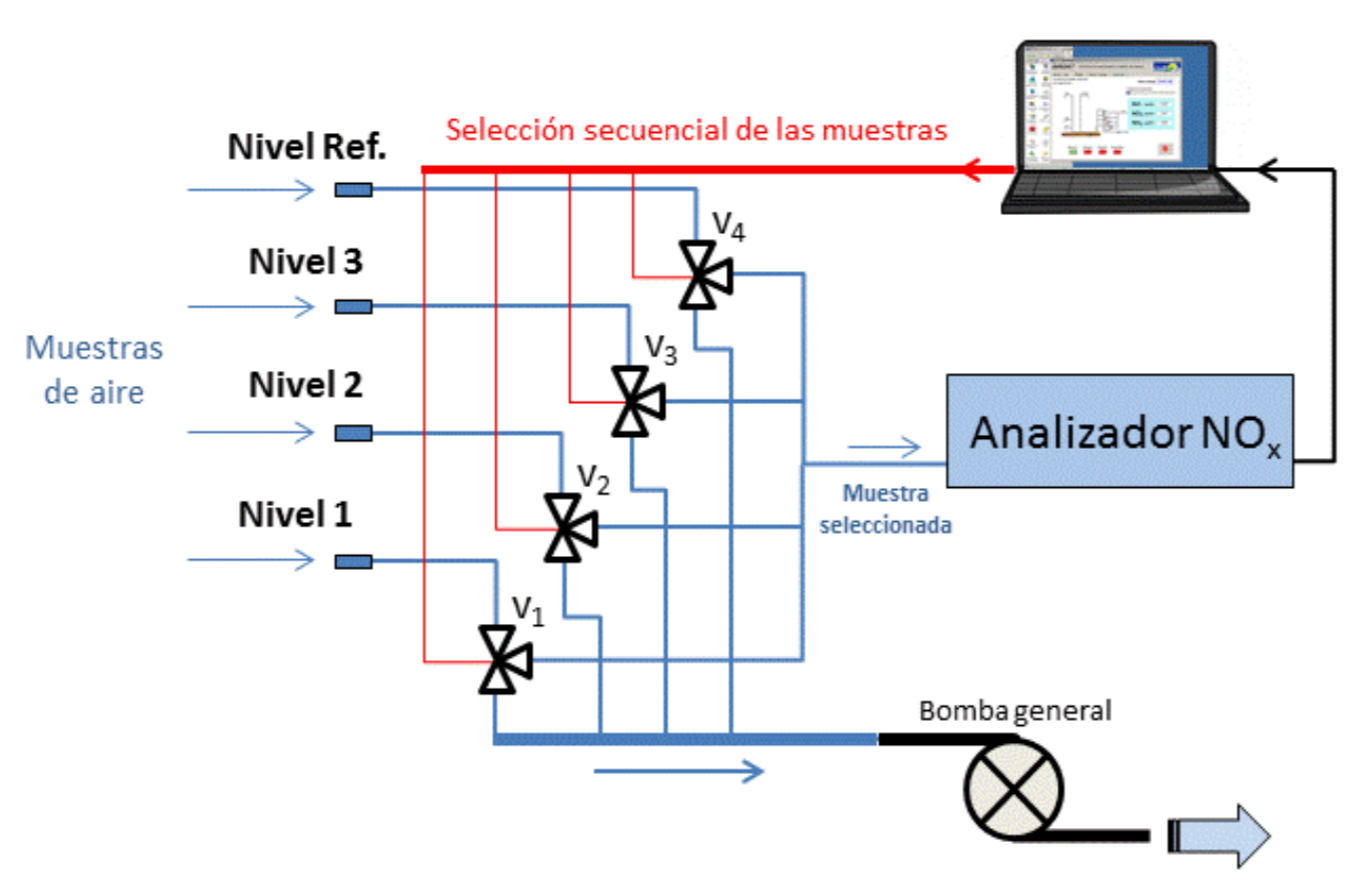 Selección secuencial de las muestras
Nivel Ref.
V4
Nivel 3
Muestras
de aire
V3
Nivel 2
Analizador NOx
V2
Muestra
seleccionada
Nivel 1
V1
Bomba general